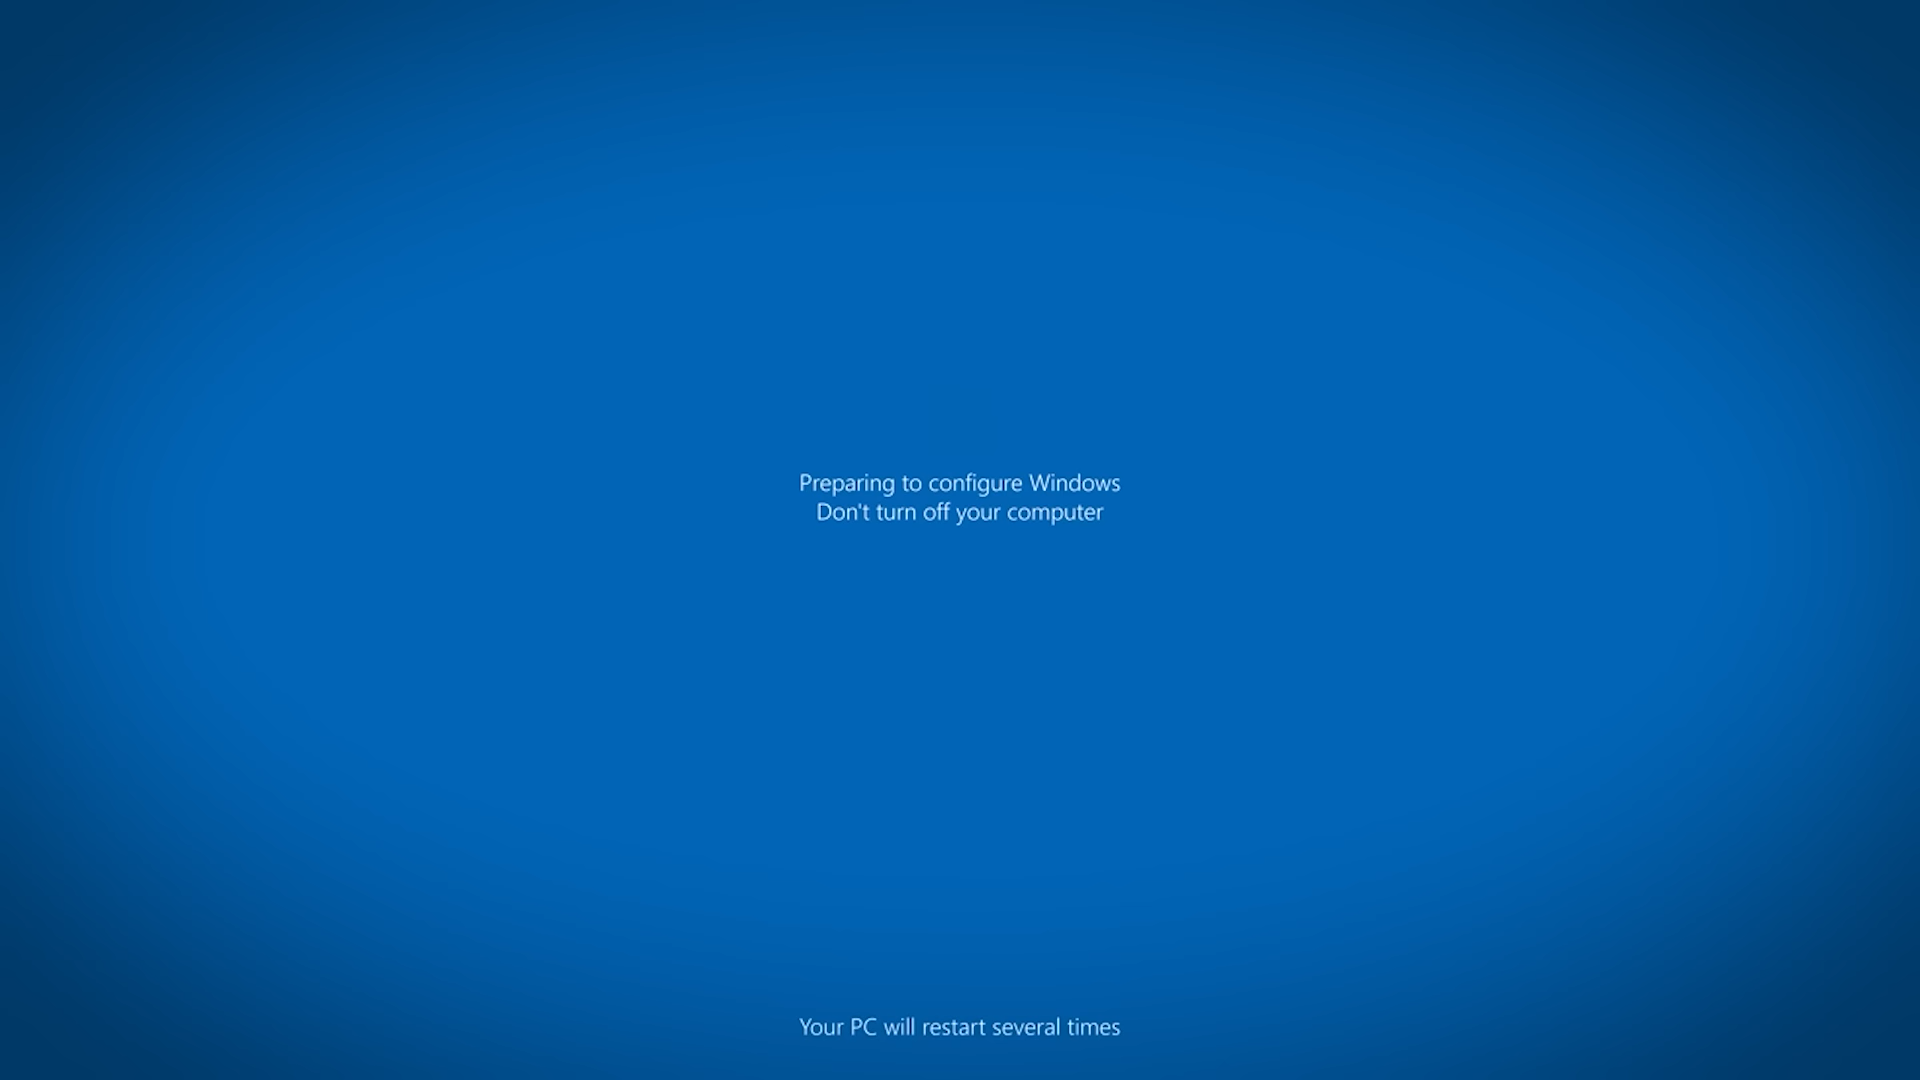 Preparing to configure Windows
Don't turn off your computer
Your PC will restart several times